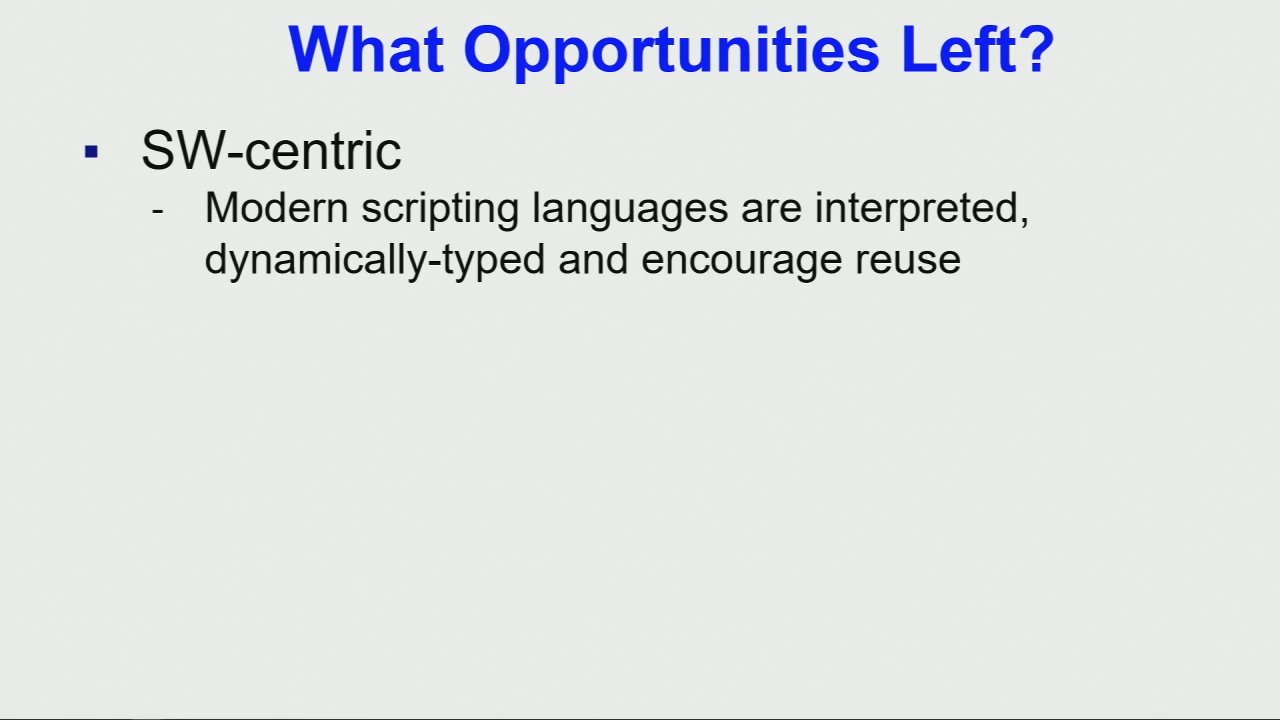 What Opportunities Left?
▪ SW-centric
- Modern scripting languages are interpreted,
dynamically-typed and encourage reuse